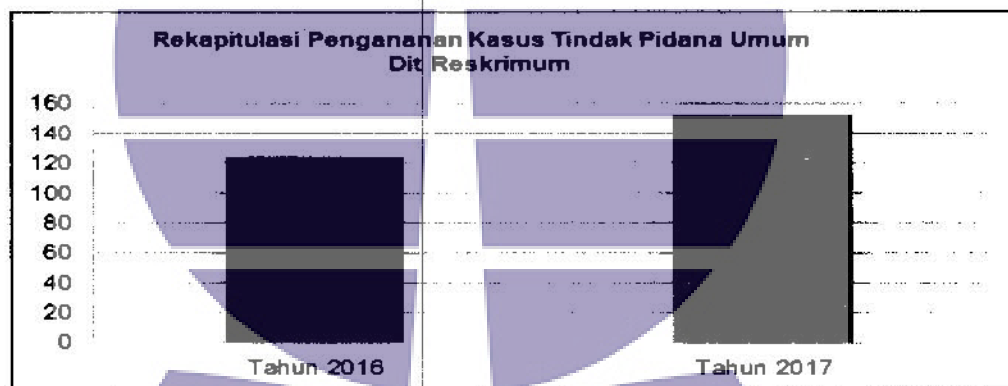 Rekapitulasi Pengananan Kasus Tindak Pidana Umum
Dit Reskrimum
160
140
120
100
80
60
40
20
0
Tahun 2016
Tahun 2017